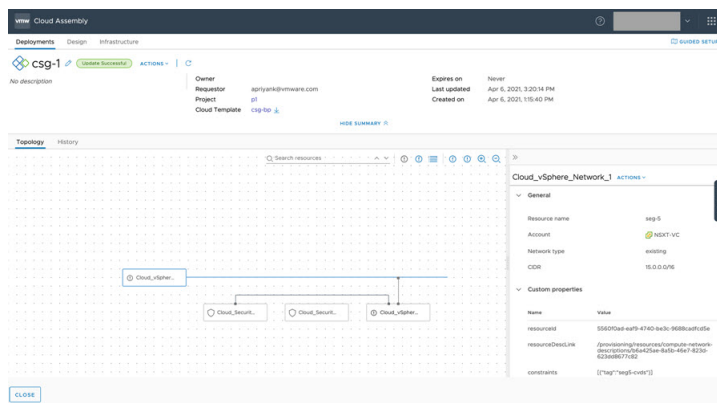 vmw Cloud Assembly
Deployments Design Infrastructure GUIDED SETUP
csg-1 Update Successful ACTIONS
No description
Owner
Requestor apriyank@vmware.com
Project p1
Cloud Template csg-bp
Expires on Never
Last updated Apr 6, 2021, 3:20:14 PM
Created on Apr 6, 2021, 1:15:40 PM
HIDE SUMMARY
Topology History
Search resources
Cloud_vSpher...
Cloud_Securit...
Cloud_Securit...
Cloud_vSpher...
Cloud_vSphere_Network_1 ACTIONS
General
Resource name seg-5
Account NSXT-VC
Network type existing
CIDR 15.0.0.0/16
Custom properties
Name Value
resourceId 5560f0ad-eaf9-4740-be3c-9688cadfcd5e
resourceDescLink /provisioning/resources/compute-network-
descriptions/b6a425ae-8a5b-46e7-823d-
623dd8677c82
constraints [{"tag":"seg5-cvds"}]
CLOSE